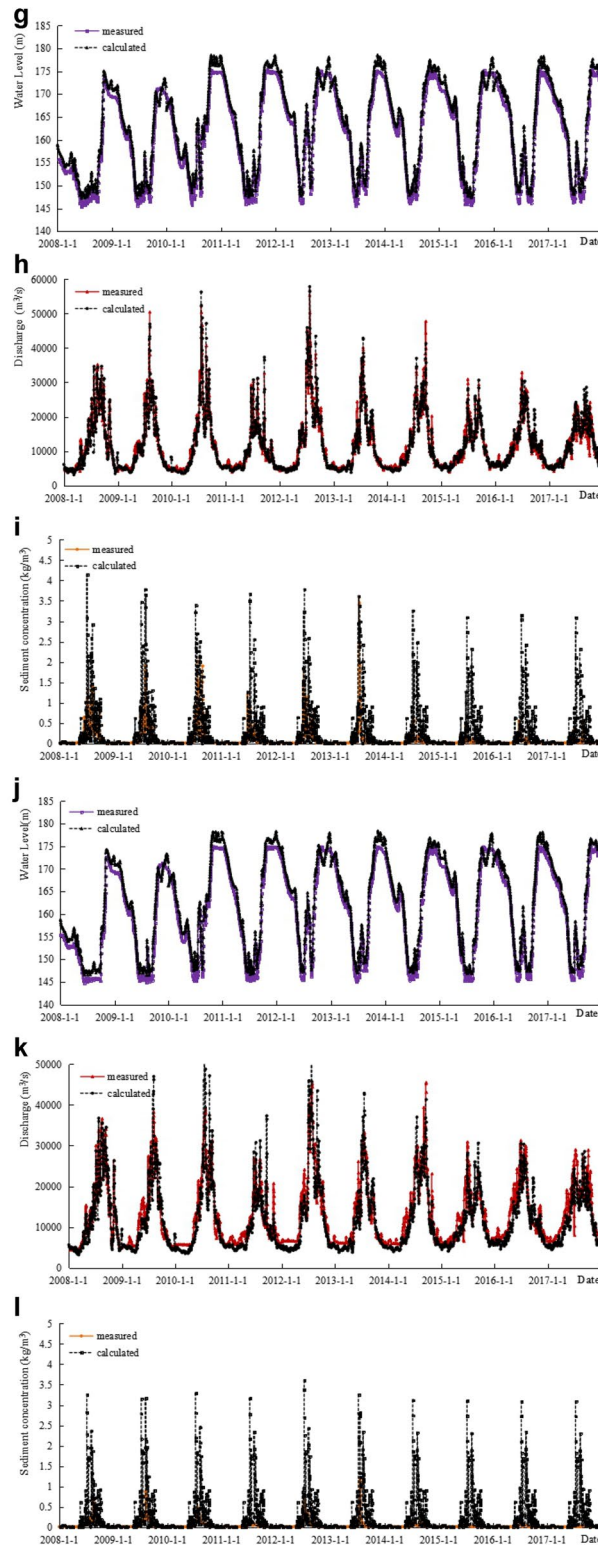 g
Water Level (m)
measured
calculated
185
180
175
170
165
160
155
150
145
140
2008-1-1 2009-1-1 2010-1-1 2011-1-1 2012-1-1 2013-1-1 2014-1-1 2015-1-1 2016-1-1 2017-1-1 Date
h
Discharge (m³/s)
measured
calculated
60000
50000
40000
30000
20000
10000
0
2008-1-1 2009-1-1 2010-1-1 2011-1-1 2012-1-1 2013-1-1 2014-1-1 2015-1-1 2016-1-1 2017-1-1 Date
i
Sediment concentration (kg/m³)
measured
calculated
5
4.5
4
3.5
3
2.5
2
1.5
1
0.5
0
2008-1-1 2009-1-1 2010-1-1 2011-1-1 2012-1-1 2013-1-1 2014-1-1 2015-1-1 2016-1-1 2017-1-1 Date
j
Water Level(m)
measured
calculated
185
180
175
170
165
160
155
150
145
140
2008-1-1 2009-1-1 2010-1-1 2011-1-1 2012-1-1 2013-1-1 2014-1-1 2015-1-1 2016-1-1 2017-1-1 Date
k
Discharge (m³/s)
measured
calculated
50000
40000
30000
20000
10000
0
2008-1-1 2009-1-1 2010-1-1 2011-1-1 2012-1-1 2013-1-1 2014-1-1 2015-1-1 2016-1-1 2017-1-1 Date
l
Sediment concentration (kg/m³)
measured
calculated
5
4.5
4
3.5
3
2.5
2
1.5
1
0.5
0
2008-1-1 2009-1-1 2010-1-1 2011-1-1 2012-1-1 2013-1-1 2014-1-1 2015-1-1 2016-1-1 2017-1-1 Date